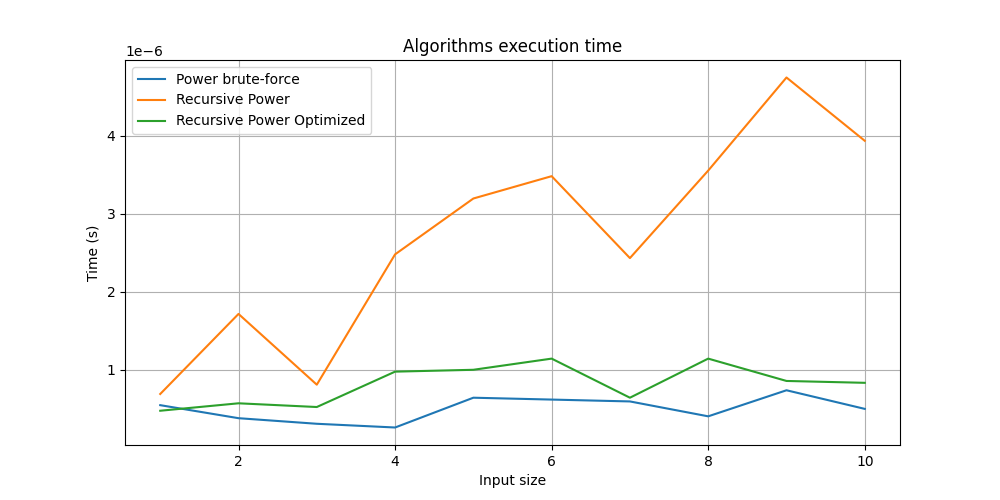 Algorithms execution time
1e−6
Power brute-force
Recursive Power
Recursive Power Optimized
4
3
2
1
Time (s)
2 4 6 8 10
Input size